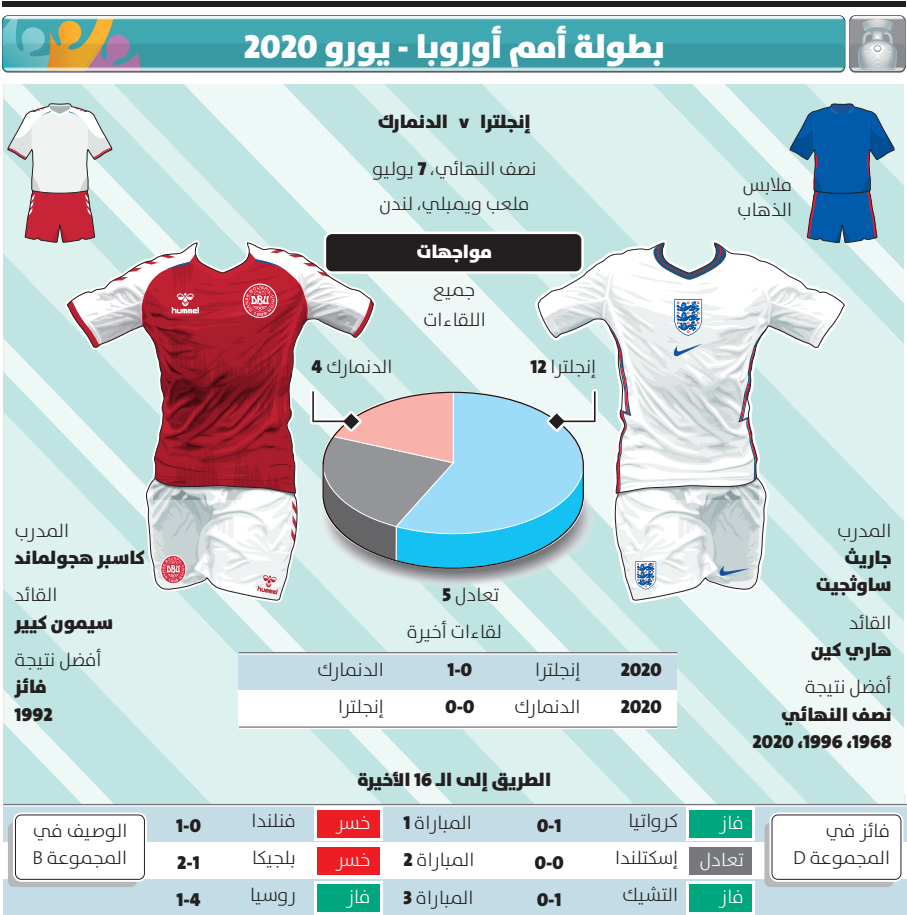 بطولة أمم أوروبا - يورو 2020
إنجلترا v الدنمارك
نصف النهائي، 7 يوليو
ملعب ويمبلي، لندن
ملابس
الذهاب
مواجهات
جميع
اللقاءات
إنجلترا 12
الدنمارك 4
تعادل 5
hummel
DBU
DBU
hummel
المدرب
جاريث
ساوثجيت
القائد
هاري كين
أفضل نتيجة
نصف النهائي
1968، 1996، 2020
المدرب
كاسبر هجولماند
القائد
سيمون كيير
أفضل نتيجة
فائز
1992
لقاءات أخيرة
2020 إنجلترا 1-0 الدنمارك
2020 الدنمارك 0-0 إنجلترا
الطريق إلى الـ 16 الأخيرة
فائز في
المجموعة D
فاز كرواتيا 0-1 المباراة 1 خسر فنلندا 1-0
تعادل إسكتلندا 0-0 المباراة 2 خسر بلجيكا 2-1
فاز التشيك 0-1 المباراة 3 فاز روسيا 1-4
الوصيف في
المجموعة B